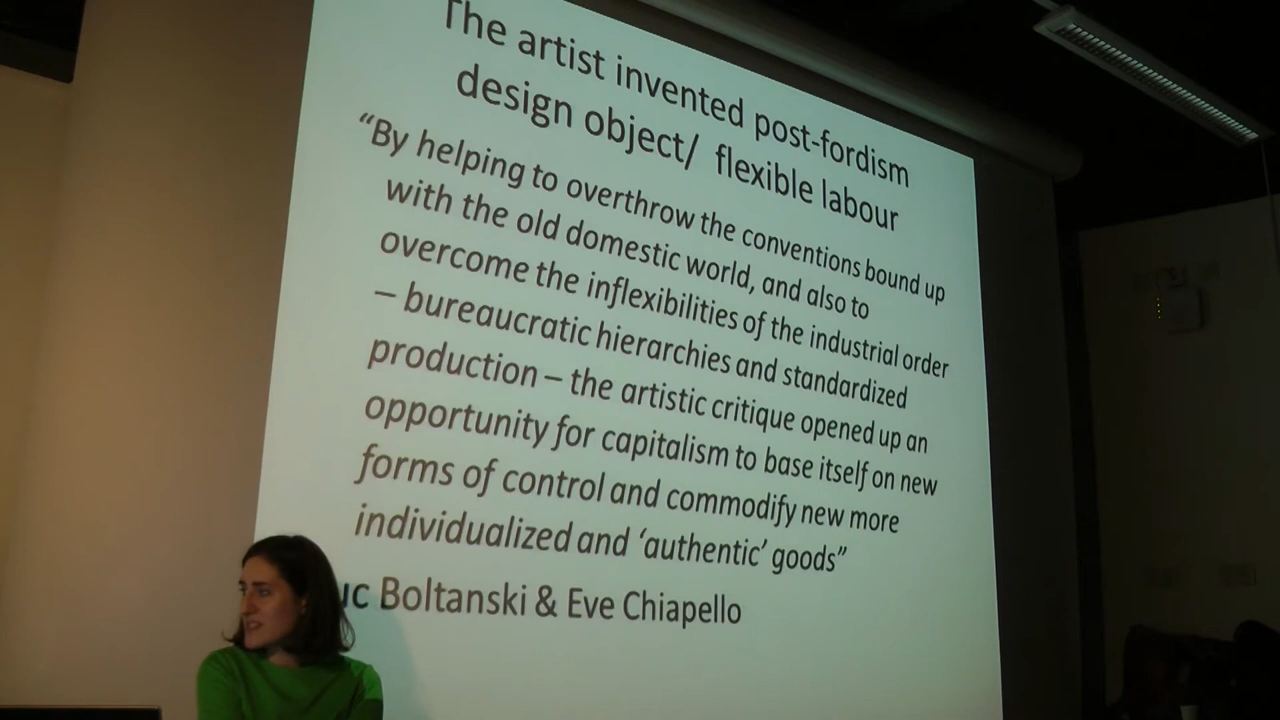 The artist invented post-fordism
design object/ flexible labour
“By helping to overthrow the conventions bound up
with the old domestic world, and also to
overcome the inflexibilities of the industrial order
– bureaucratic hierarchies and standardized
production – the artistic critique opened up an
opportunity for capitalism to base itself on new
forms of control and commodify new more
individualized and ‘authentic’ goods”
uc Boltanski & Eve Chiapello